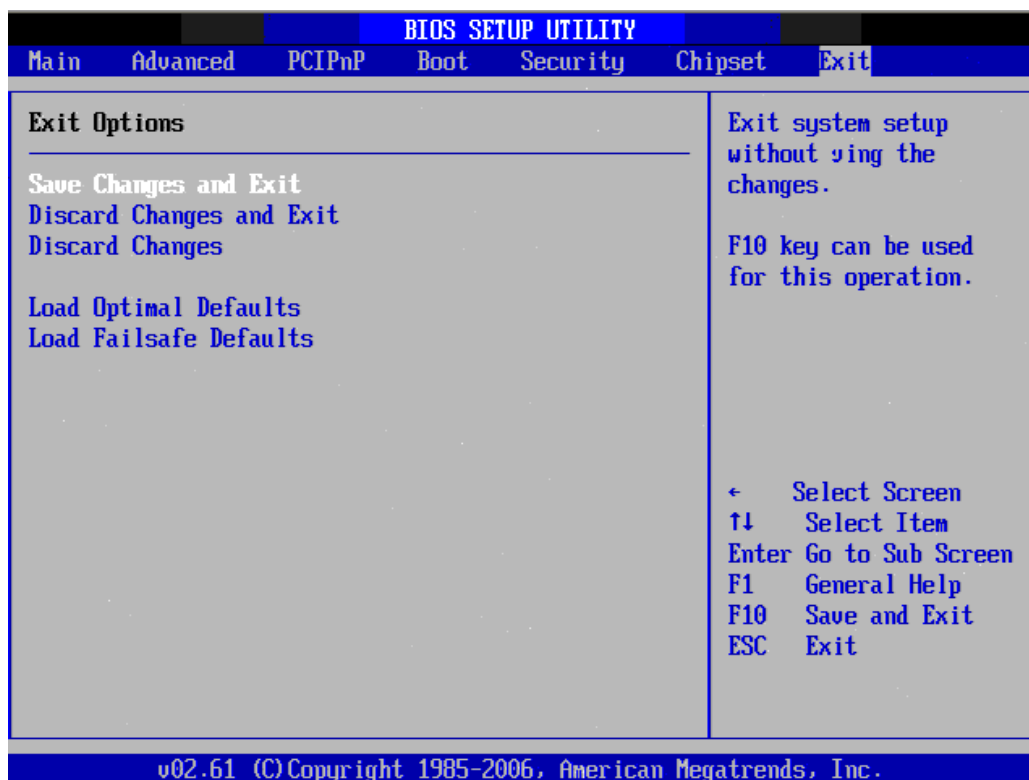 BIOS SETUP UTILITY
Main Advanced PCIPnP Boot Security Chipset Exit
Exit Options
Save Changes and Exit
Discard Changes and Exit
Discard Changes
Load Optimal Defaults
Load Failsafe Defaults
Exit system setup
without ving the
changes.
F10 key can be used
for this operation.
← Select Screen
↑↓ Select Item
Enter Go to Sub Screen
F1 General Help
F10 Save and Exit
ESC Exit
v02.61 (C)Copyright 1985-2006, American Megatrends, Inc.